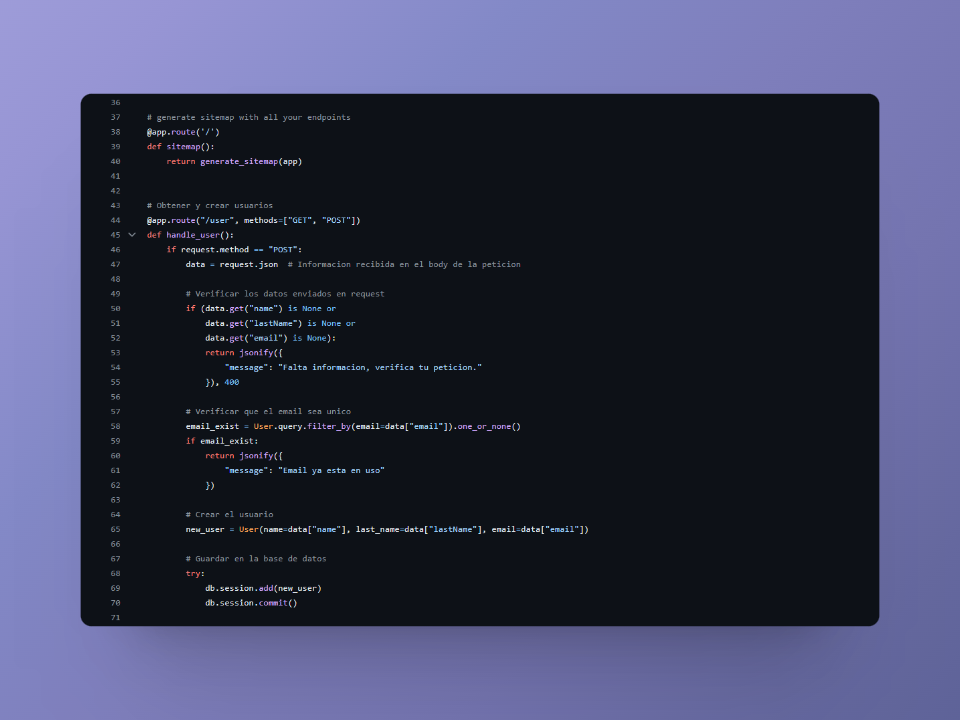 36
37 # generate sitemap with all your endpoints
38 @app.route('/')
39 def sitemap():
40     return generate_sitemap(app)
41
42
43 # Obtener y crear usuarios
44 @app.route("/user", methods=["GET", "POST"])
45 def handle_user():
46     if request.method == "POST":
47         data = request.json  # Informacion recibida en el body de la peticion
48
49         # Verificar los datos enviados en request
50         if (data.get("name") is None or
51             data.get("lastName") is None or
52             data.get("email") is None):
53             return jsonify({
54                 "message": "Falta informacion, verifica tu peticion."
55             }), 400
56
57         # Verificar que el email sea unico
58         email_exist = User.query.filter_by(email=data["email"]).one_or_none()
59         if email_exist:
60             return jsonify({
61                 "message": "Email ya esta en uso"
62             })
63
64         # Crear el usuario
65         new_user = User(name=data["name"], last_name=data["lastName"], email=data["email"])
66
67         # Guardar en la base de datos
68         try:
69             db.session.add(new_user)
70             db.session.commit()
71